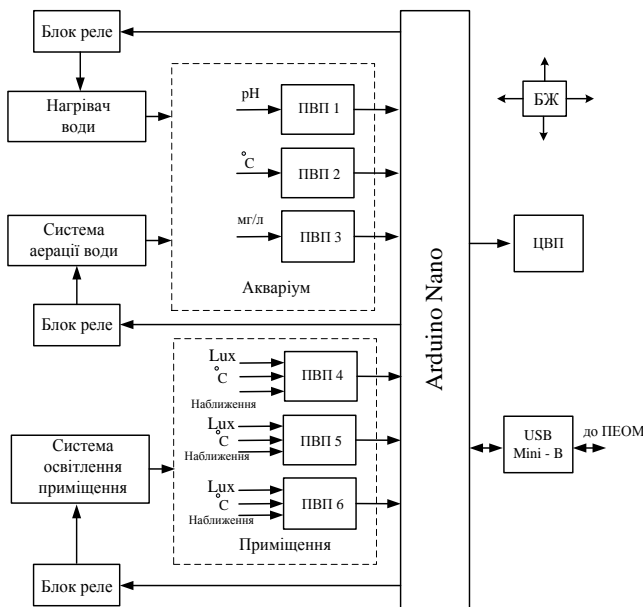 Блок реле
Нагрівач
води
pH
ПВП 1
°C
ПВП 2
мг/л
ПВП 3
Акваріум
Система
аерації води
Блок реле
Arduino Nano
БЖ
ЦВП
USB
Mini - B
до ПЕОМ
Lux
°C
Наближення
ПВП 4
Lux
°C
Наближення
ПВП 5
Lux
°C
Наближення
ПВП 6
Приміщення
Система
освітлення
приміщення
Блок реле